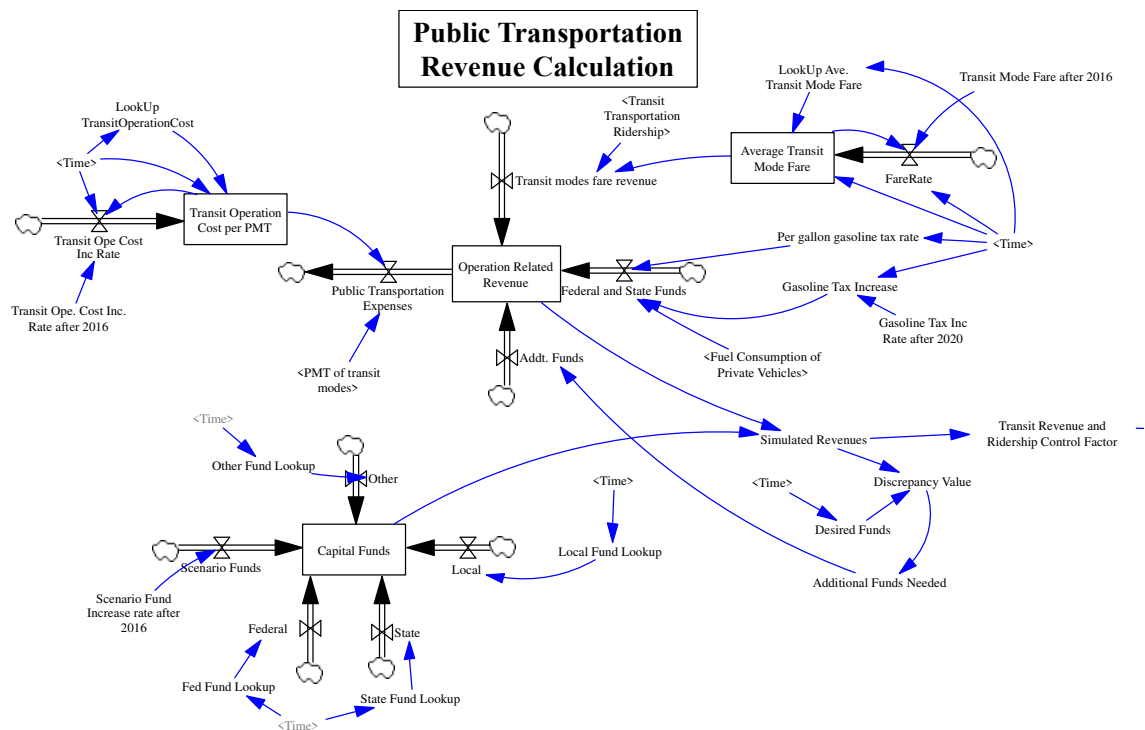 Public Transportation
Revenue Calculation
LookUp Ave.
Transit Mode Fare
Transit Mode Fare after 2016
<Transit
Transportation
Ridership>
LookUp
TransitOperationCost
<Time>
Average Transit
Mode Fare
FareRate
Transit modes fare revenue
Transit Operation
Cost per PMT
Transit Ope Cost
Inc Rate
Per gallon gasoline tax rate
<Time>
Operation Related
Revenue
Public Transportation
Expenses
Federal and State Funds
Gasoline Tax Increase
Transit Ope. Cost Inc.
Rate after 2016
Gasoline Tax Inc
Rate after 2020
Addt. Funds
<Fuel Consumption of
Private Vehicles>
<PMT of transit
modes>
<Time>
Simulated Revenues
Transit Revenue and
Ridership Control Factor
Other Fund Lookup
Other
<Time>
<Time>
Discrepancy Value
Desired Funds
Capital Funds
Scenario Funds
Local
Local Fund Lookup
Additional Funds Needed
Scenario Fund
Increase rate after
2016
Federal
State
Fed Fund Lookup
State Fund Lookup
<Time>